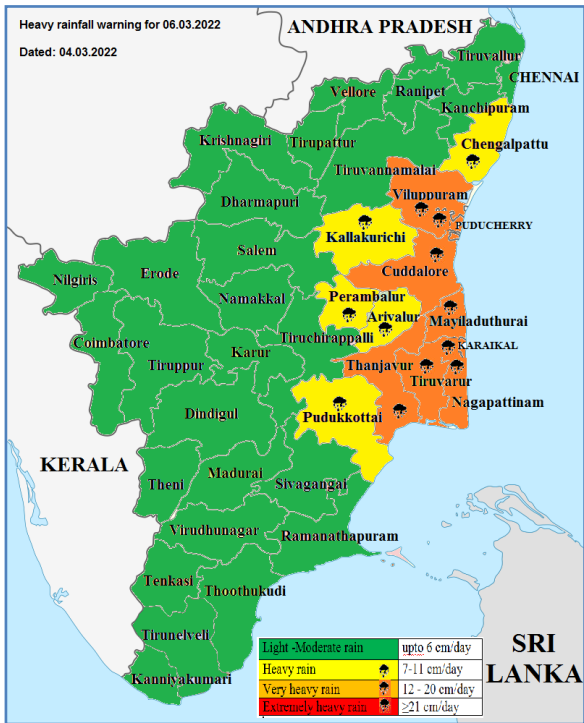 Heavy rainfall warning for 06.03.2022
Dated: 04.03.2022
ANDHRA PRADESH
Tiruvallur
CHENNAI
Vellore
Ranipet
Kanchipuram
Krishnagiri
Tirupattur
Chengalpattu
Tiruvannamalai
Dharmapuri
Viluppuram
PUDUCHERRY
Kallakurichi
Salem
Cuddalore
Nilgiris
Erode
Namakkal
Perambalur
Arivalur
Mayiladuthurai
Coimbatore
Tiruchirappalli
KARAIKAL
Karur
Tiruppur
Thanjavur
Tiruvarur
Nagapattinam
Dindigul
Pudukkottai
KERALA
Madurai
Theni
Sivagangai
Virudhunagar
Ramanathapuram
Tenkasi
Thoothukudi
Tirunelveli
Kanniyakumari
SRI
LANKA
Light -Moderate rain upto 6 cm/day
Heavy rain 7-11 cm/day
Very heavy rain 12 - 20 cm/day
Extremely heavy rain ≥21 cm/day